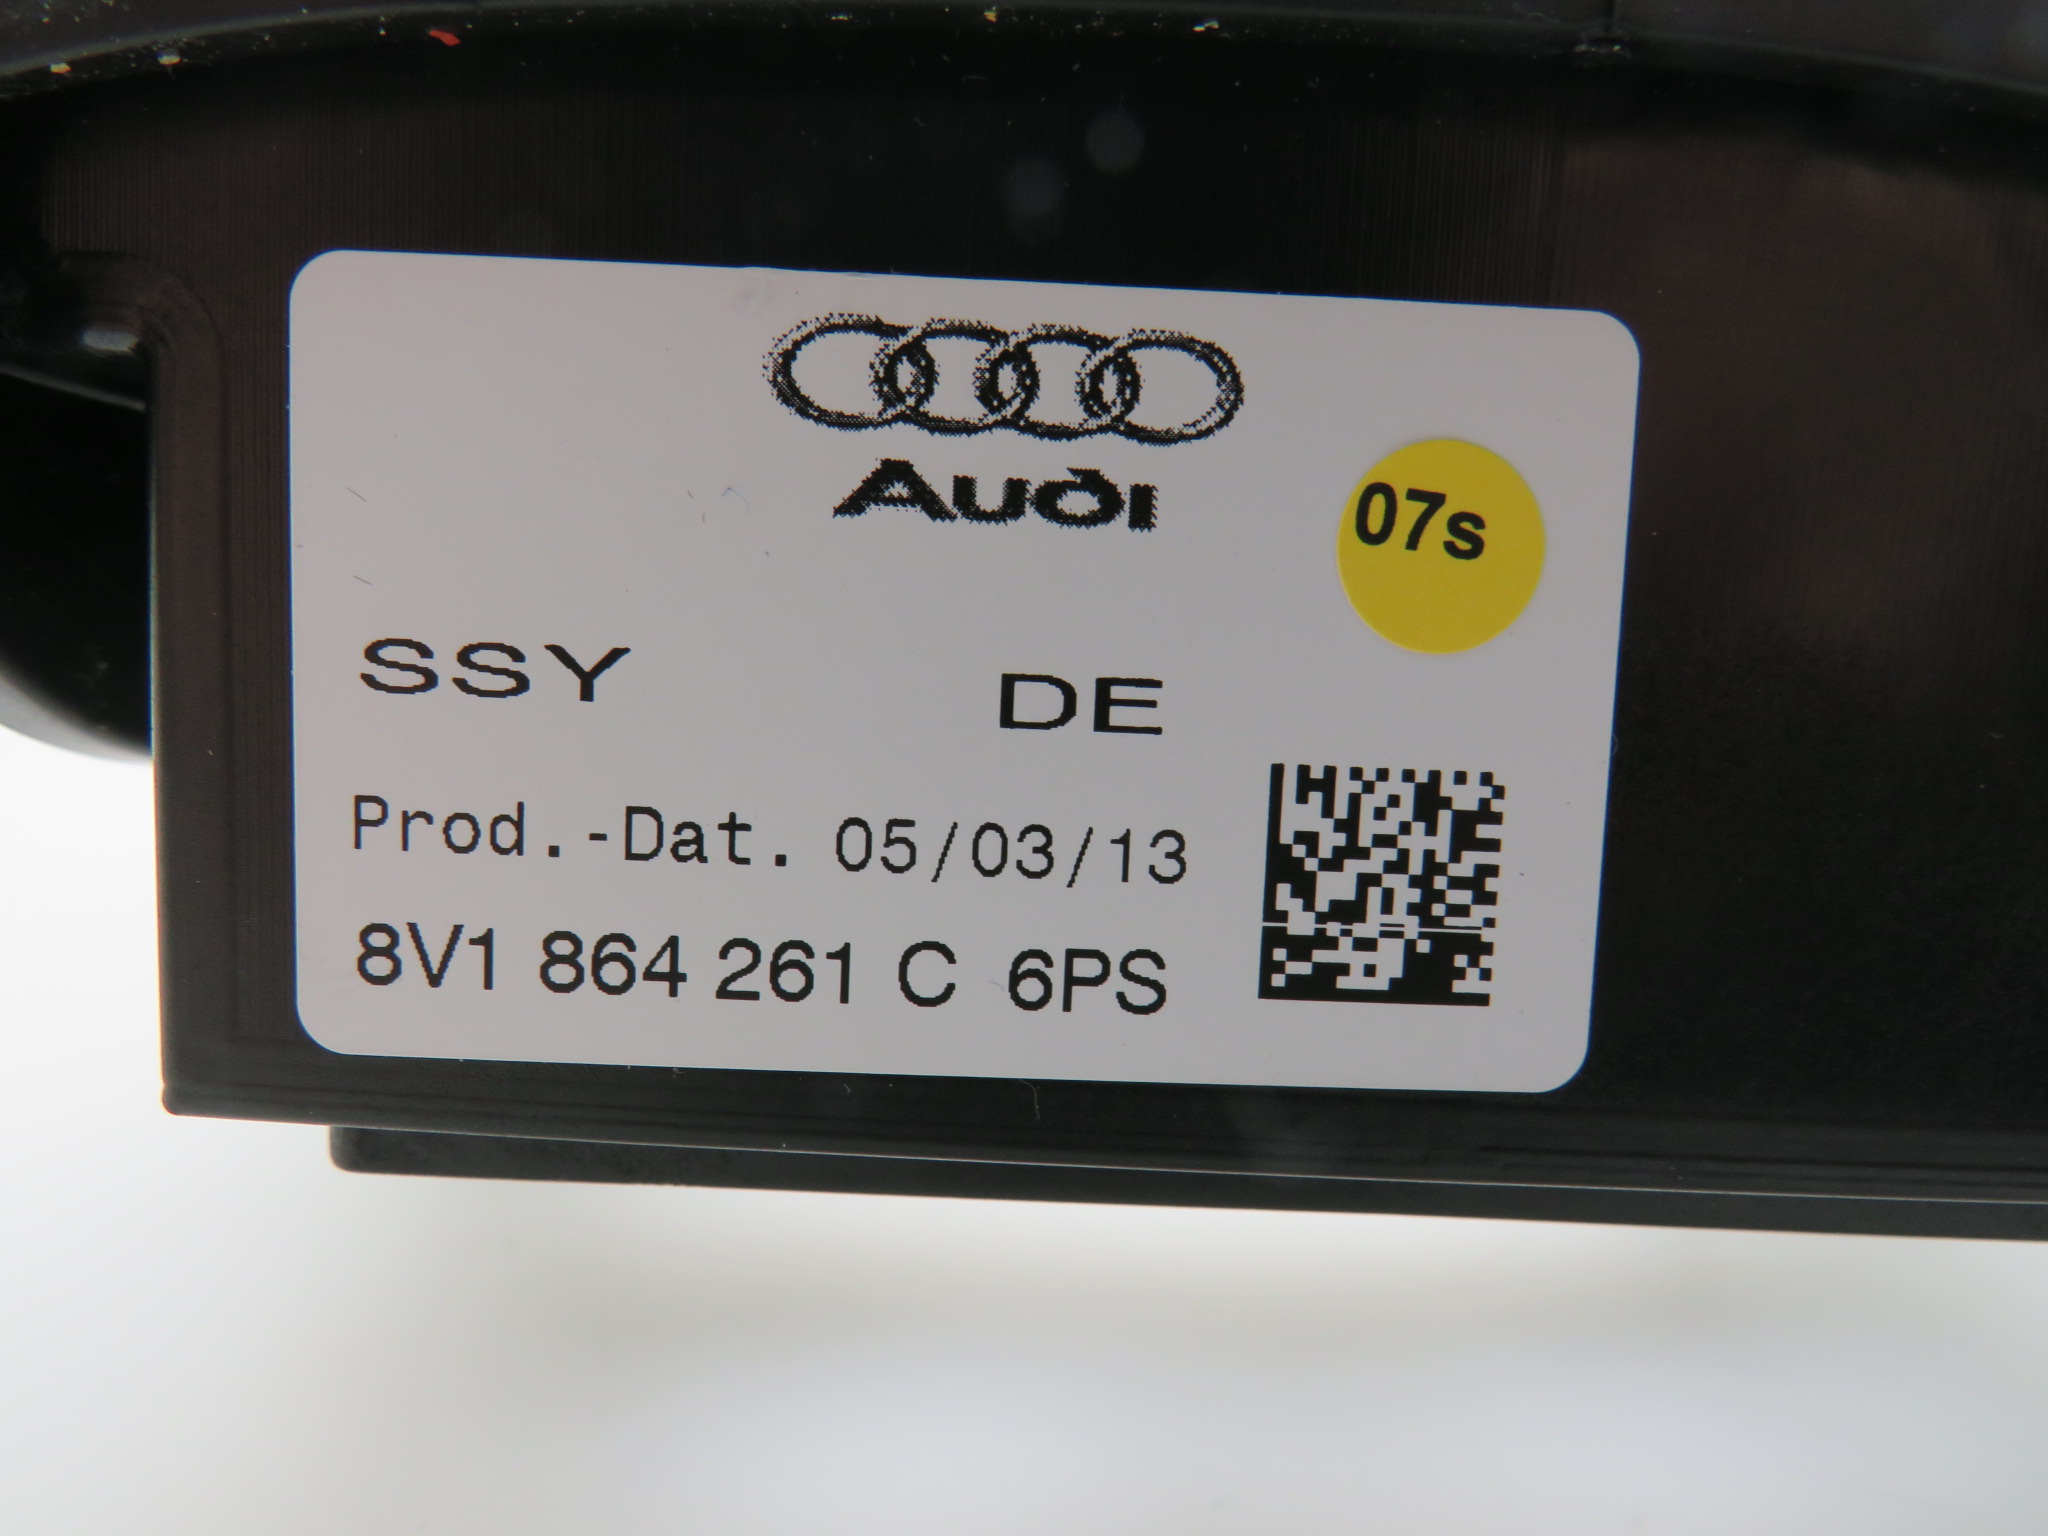 Audi
07s
SSY DE
Prod.-Dat. 05/03/13
8V1 864 261 C 6PS